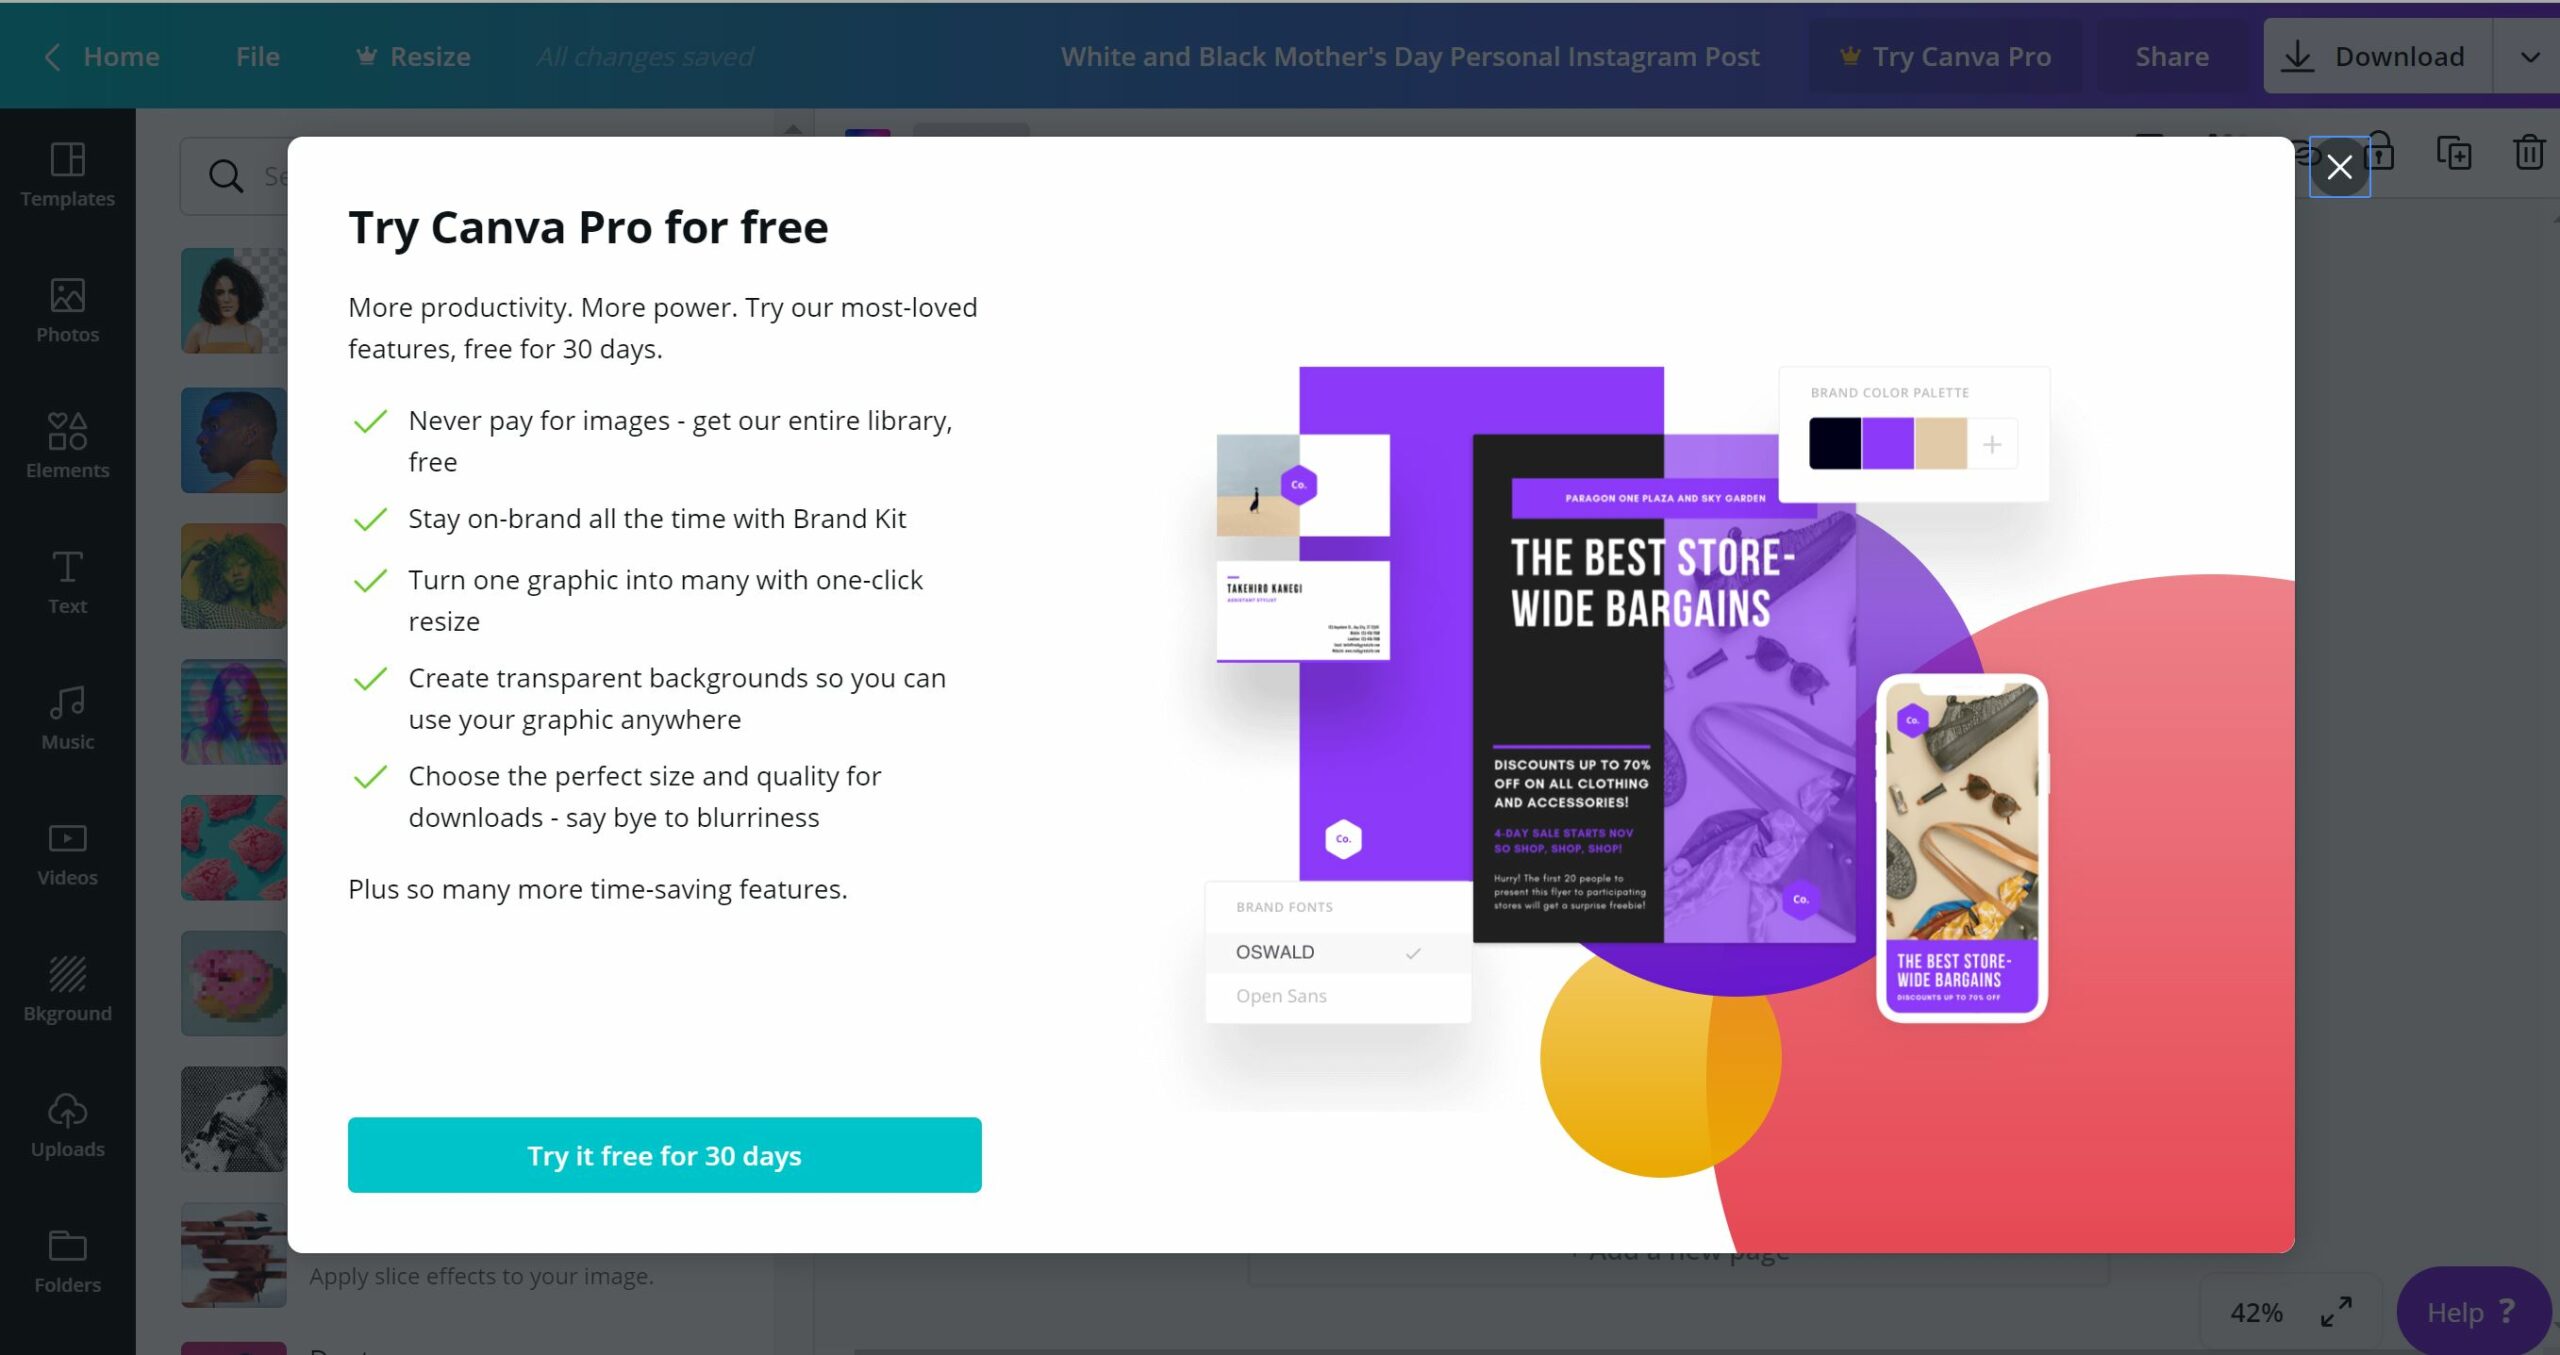 Home
File
Resize
All changes saved
White and Black Mother's Day Personal Instagram Post
Try Canva Pro
Share
Download
Templates
Photos
Elements
Text
Music
Videos
Bkground
Uploads
Folders
Try Canva Pro for free
More productivity. More power. Try our most-loved
features, free for 30 days.
Never pay for images - get our entire library,
free
Stay on-brand all the time with Brand Kit
Turn one graphic into many with one-click
resize
Create transparent backgrounds so you can
use your graphic anywhere
Choose the perfect size and quality for
downloads - say bye to blurriness
Plus so many more time-saving features.
Try it free for 30 days
Co.
TAKEHIRO KANEGI
ASSISTANT STYLIST
Co.
BRAND FONTS
OSWALD
Open Sans
PARAGON ONE PLAZA AND SKY GARDEN
THE BEST STORE-
WIDE BARGAINS
DISCOUNTS UP TO 70%
OFF ON ALL CLOTHING
AND ACCESSORIES!
4-DAY SALE STARTS NOV
SO SHOP, SHOP, SHOP!
Hurry! The first 20 people to
present this flyer to participating
stores will get a surprise freebie!
Co.
BRAND COLOR PALETTE
Co.
THE BEST STORE-
WIDE BARGAINS
DISCOUNTS UP TO 70% OFF
Apply slice effects to your image.
Add a new page
42%
Help ?